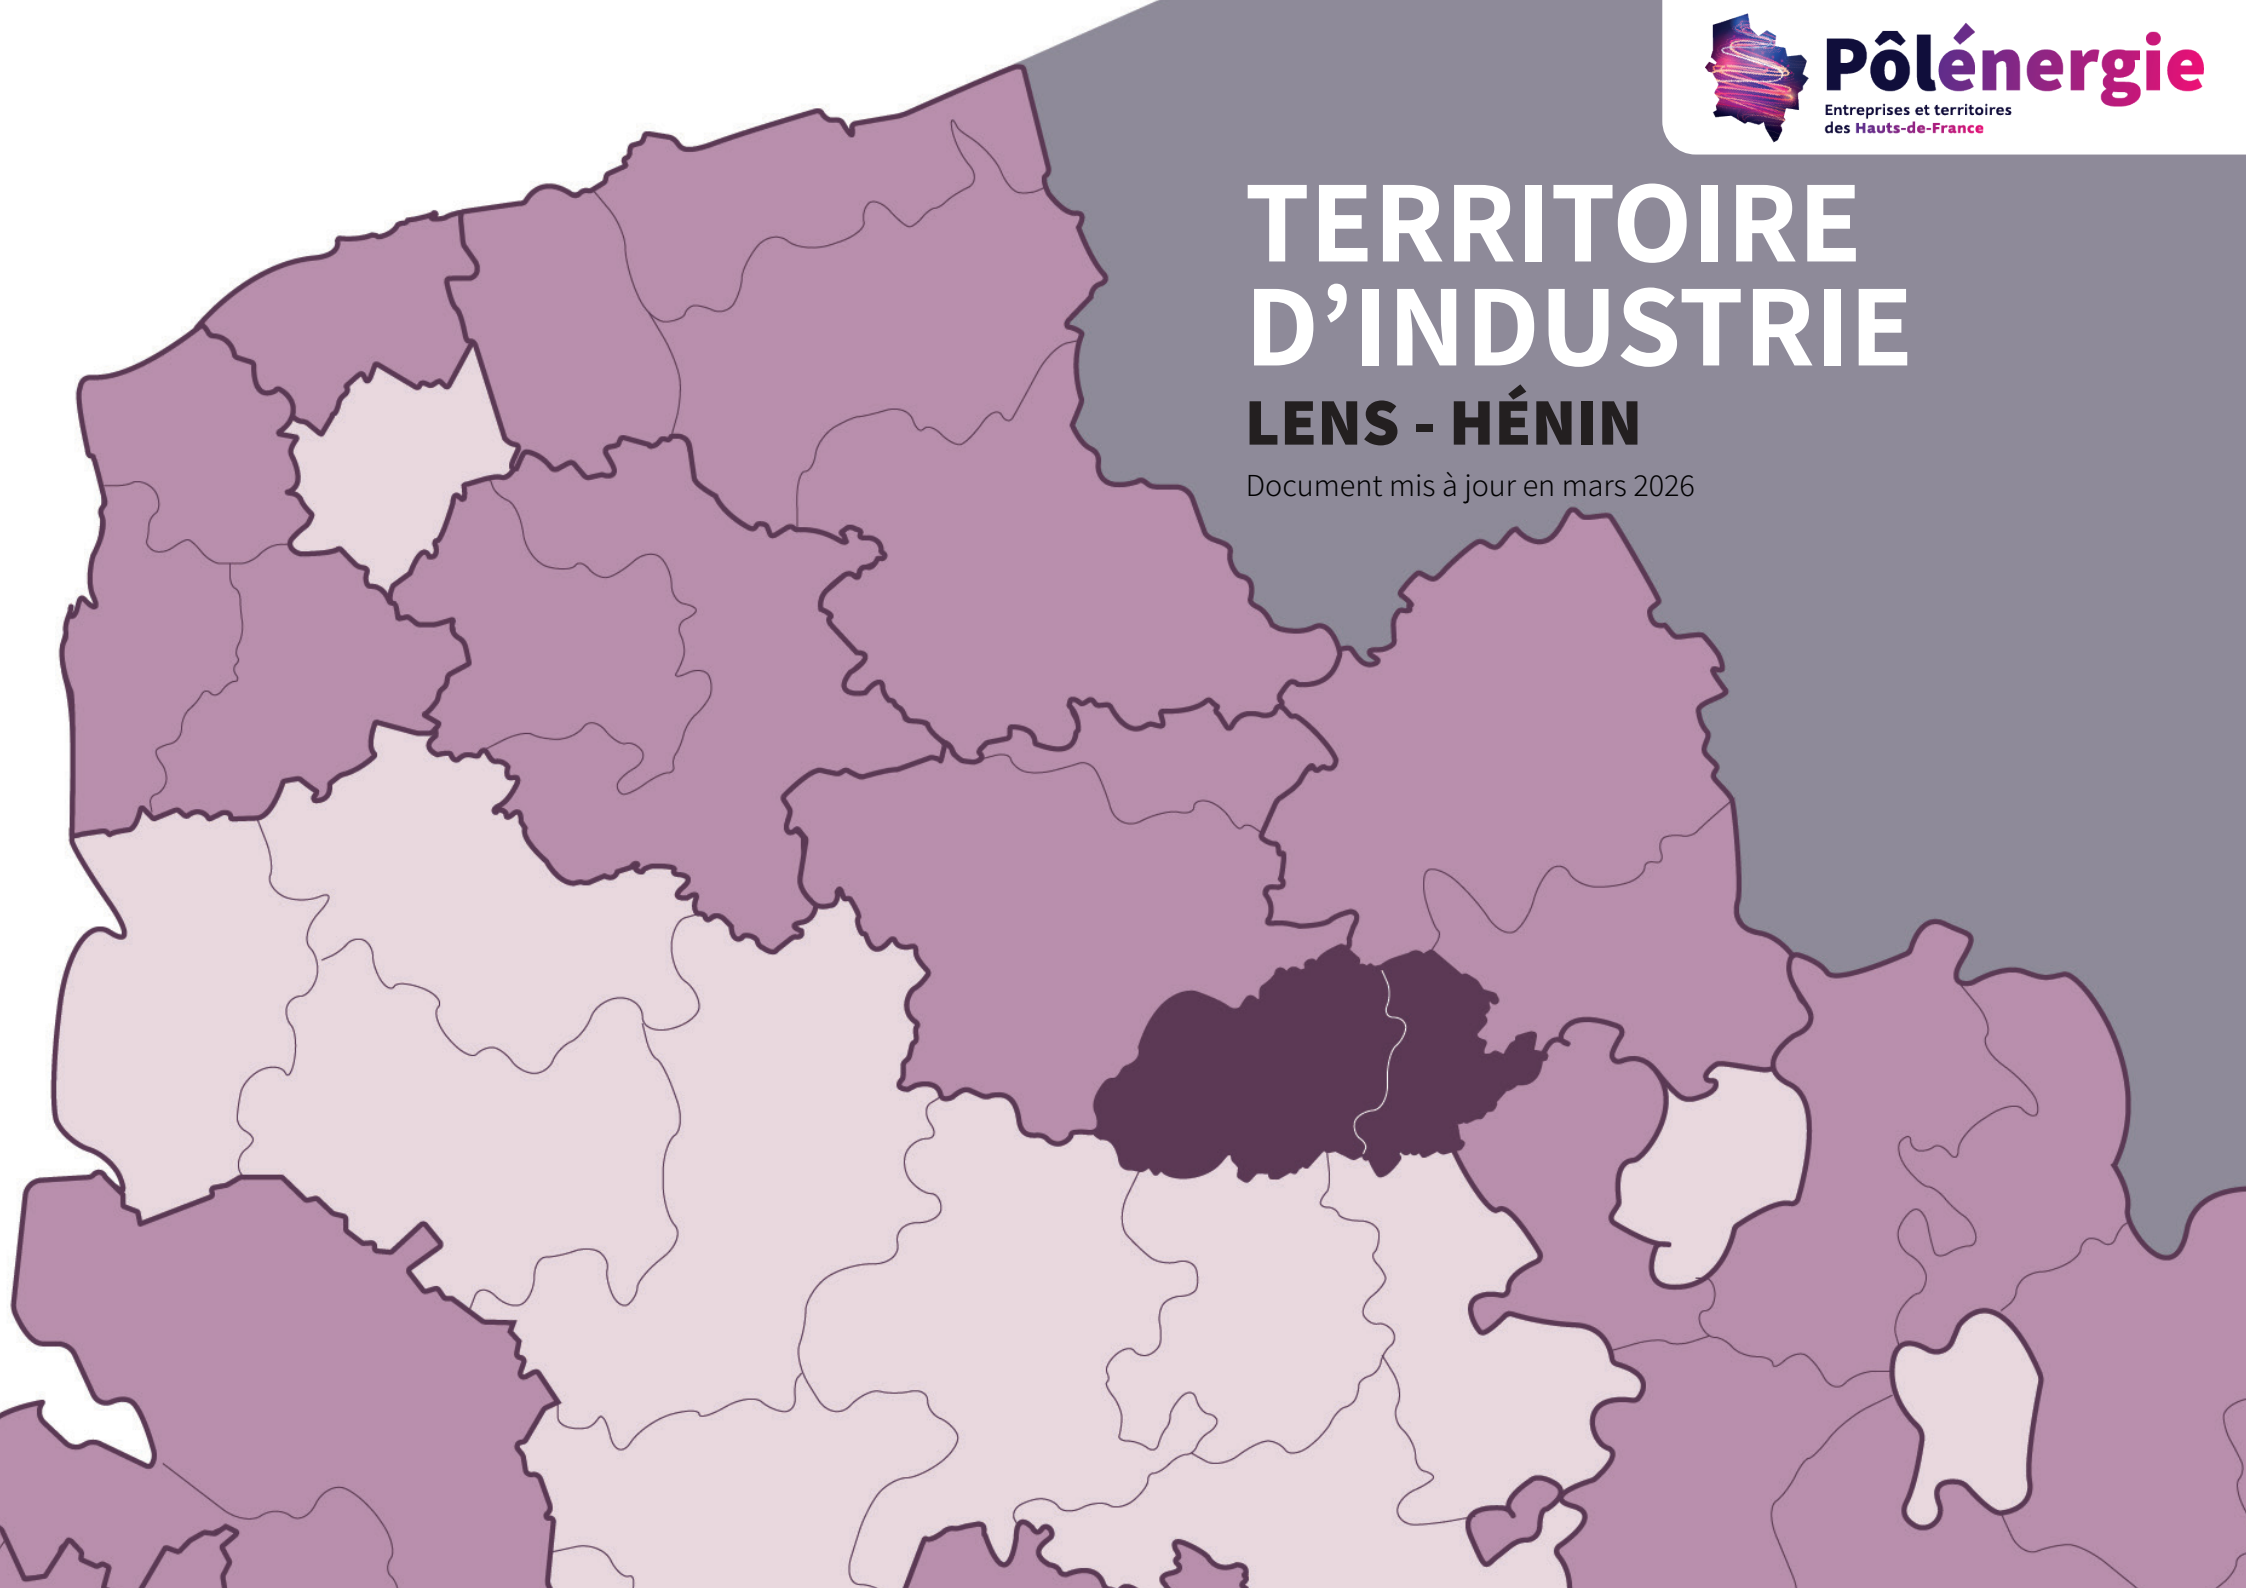 Pôlénergie
Entreprises et territoires
des Hauts-de-France
TERRITOIRE
D’INDUSTRIE
LENS - HÉNIN
Document mis à jour en mars 2026